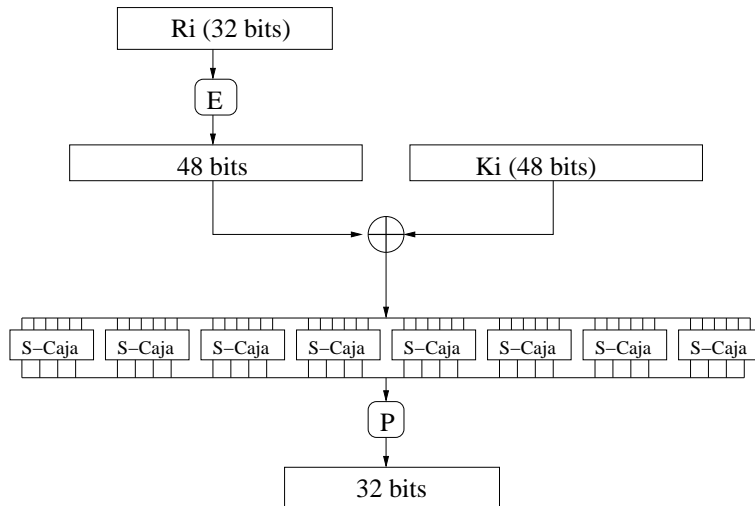 Ri (32 bits)
E
48 bits
Ki (48 bits)
S−Caja
S−Caja
S−Caja
S−Caja
S−Caja
S−Caja
S−Caja
S−Caja
P
32 bits